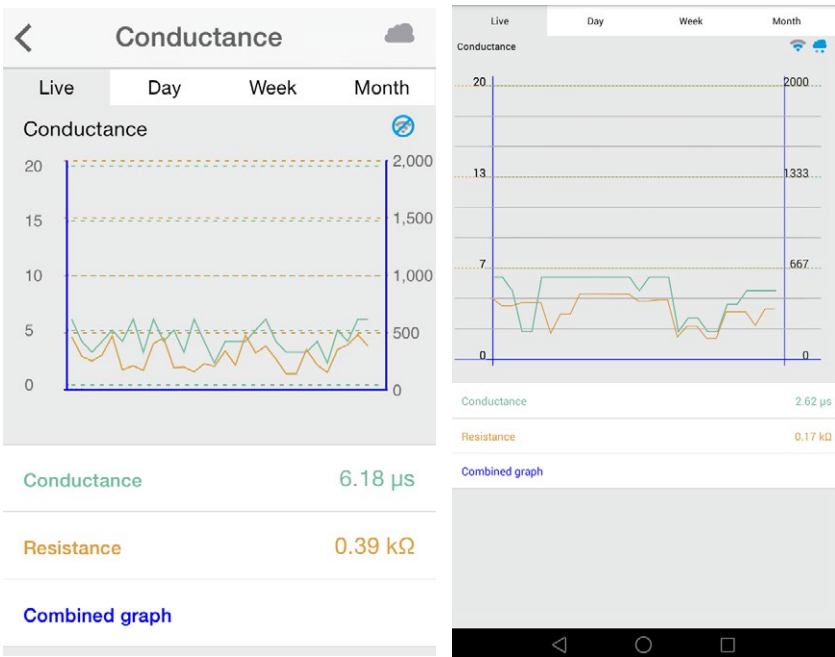 Conductance
Live Day Week Month
Conductance
20 2,000
15 1,500
10 1,000
5 500
0 0
Conductance 6.18 µs
Resistance 0.39 kΩ
Combined graph
Live Day Week Month
Conductance
20 2000
13 1333
7 667
0 0
Conductance 2.62 µs
Resistance 0.17 kΩ
Combined graph